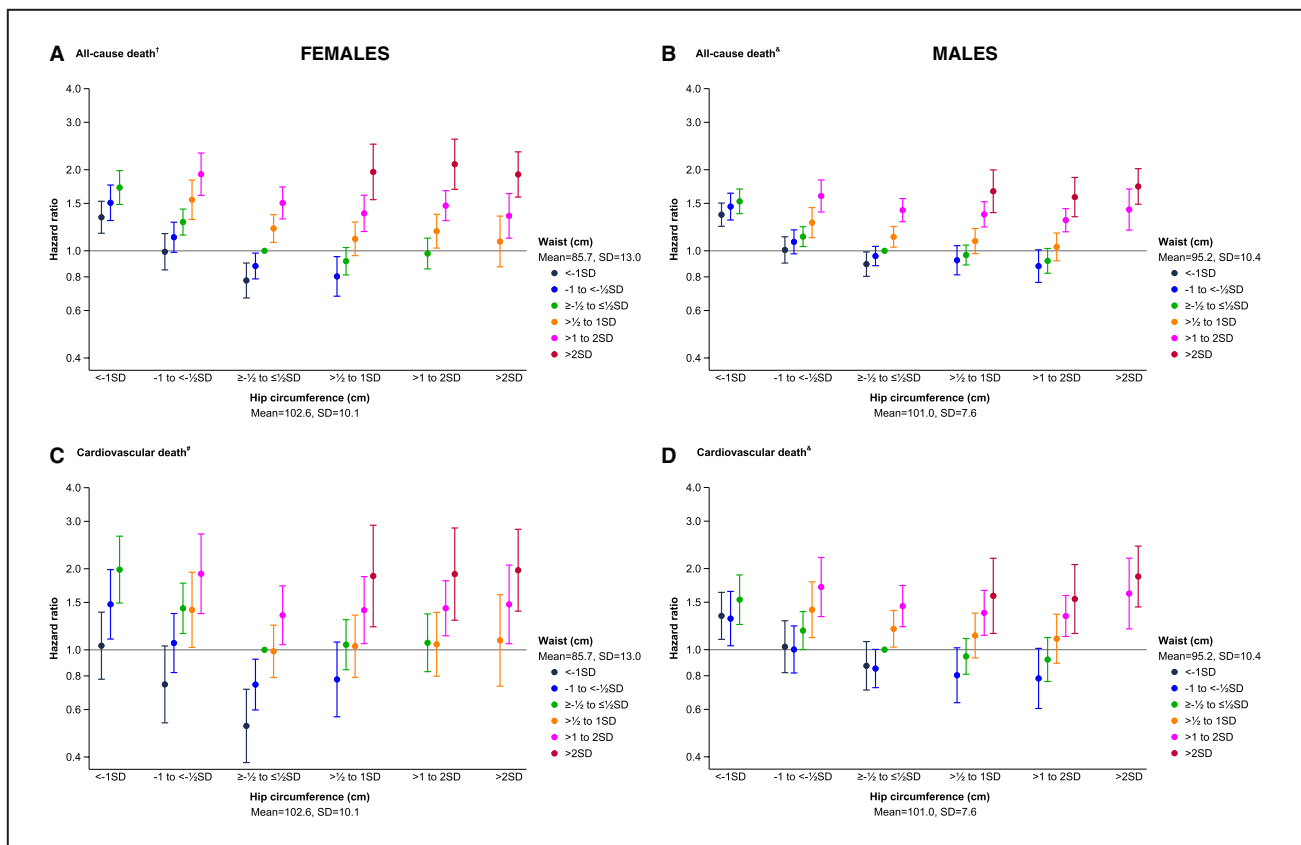 A All-cause death† FEMALES
4.0
3.0
2.0
1.5
1.0
0.8
0.6
0.4
Hazard ratio
<-1SD -1 to <-½SD ≥-½ to ≤½SD >½ to 1SD >1 to 2SD >2SD
Hip circumference (cm)
Mean=102.6, SD=10.1
Waist (cm)
Mean=85.7, SD=13.0
<-1SD
-1 to <-½SD
≥-½ to ≤½SD
>½ to 1SD
>1 to 2SD
>2SD
B All-cause death& MALES
4.0
3.0
2.0
1.5
1.0
0.8
0.6
0.4
Hazard ratio
<-1SD -1 to <-½SD ≥-½ to ≤½SD >½ to 1SD >1 to 2SD >2SD
Hip circumference (cm)
Mean=101.0, SD=7.6
Waist (cm)
Mean=95.2, SD=10.4
<-1SD
-1 to <-½SD
≥-½ to ≤½SD
>½ to 1SD
>1 to 2SD
>2SD
C Cardiovascular death#
4.0
3.0
2.0
1.5
1.0
0.8
0.6
0.4
Hazard ratio
<-1SD -1 to <-½SD ≥-½ to ≤½SD >½ to 1SD >1 to 2SD >2SD
Hip circumference (cm)
Mean=102.6, SD=10.1
Waist (cm)
Mean=85.7, SD=13.0
<-1SD
-1 to <-½SD
≥-½ to ≤½SD
>½ to 1SD
>1 to 2SD
>2SD
D Cardiovascular death&
4.0
3.0
2.0
1.5
1.0
0.8
0.6
0.4
Hazard ratio
<-1SD -1 to <-½SD ≥-½ to ≤½SD >½ to 1SD >1 to 2SD >2SD
Hip circumference (cm)
Mean=101.0, SD=7.6
Waist (cm)
Mean=95.2, SD=10.4
<-1SD
-1 to <-½SD
≥-½ to ≤½SD
>½ to 1SD
>1 to 2SD
>2SD